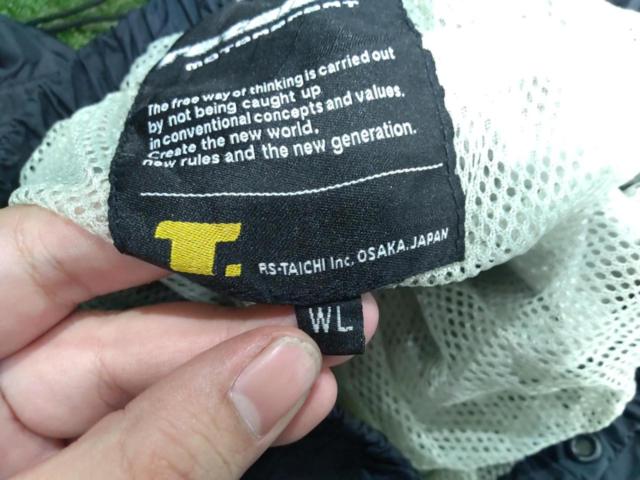 MOTORSPORT
The free way of thinking is carried out
by not being caught up
in conventional concepts and values.
Create the new world.
new rules and the new generation.
T.
RS-TAICHI Inc. OSAKA.JAPAN
WL